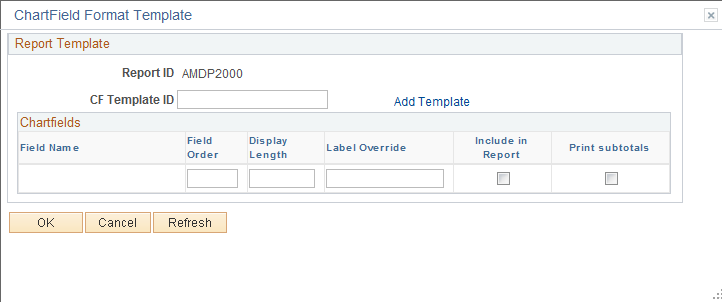 ChartField Format Template
Report Template
Report ID AMDP2000
CF Template ID Add Template
Chartfields
Field Name Field Order Display Length Label Override Include in Report Print subtotals
OK Cancel Refresh